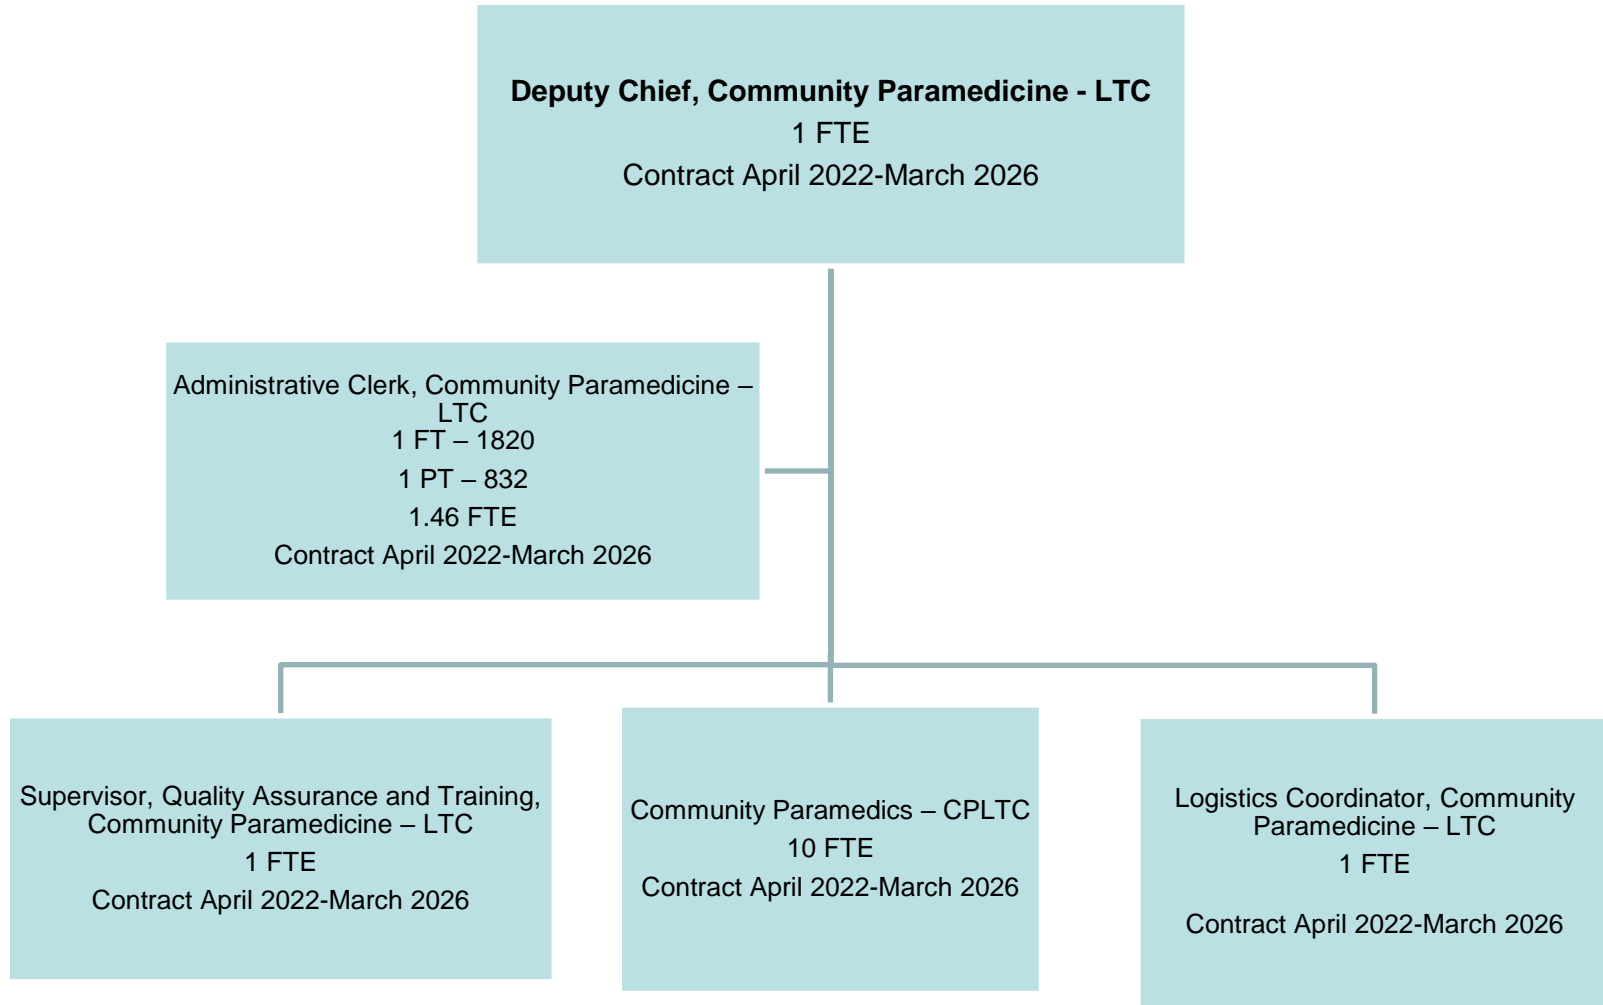 Deputy Chief, Community Paramedicine - LTC
1 FTE
Contract April 2022-March 2026
Administrative Clerk, Community Paramedicine –
LTC
1 FT – 1820
1 PT – 832
1.46 FTE
Contract April 2022-March 2026
Supervisor, Quality Assurance and Training,
Community Paramedicine – LTC
1 FTE
Contract April 2022-March 2026
Community Paramedics – CPLTC
10 FTE
Contract April 2022-March 2026
Logistics Coordinator, Community
Paramedicine – LTC
1 FTE
Contract April 2022-March 2026